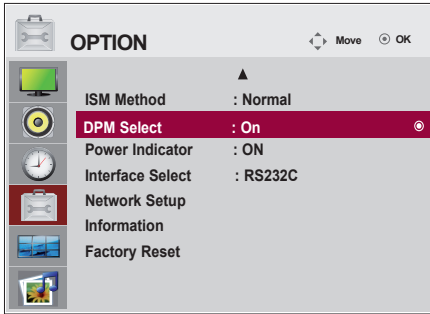 OPTION Move OK
ISM Method : Normal
DPM Select : On
Power Indicator : ON
Interface Select : RS232C
Network Setup
Information
Factory Reset